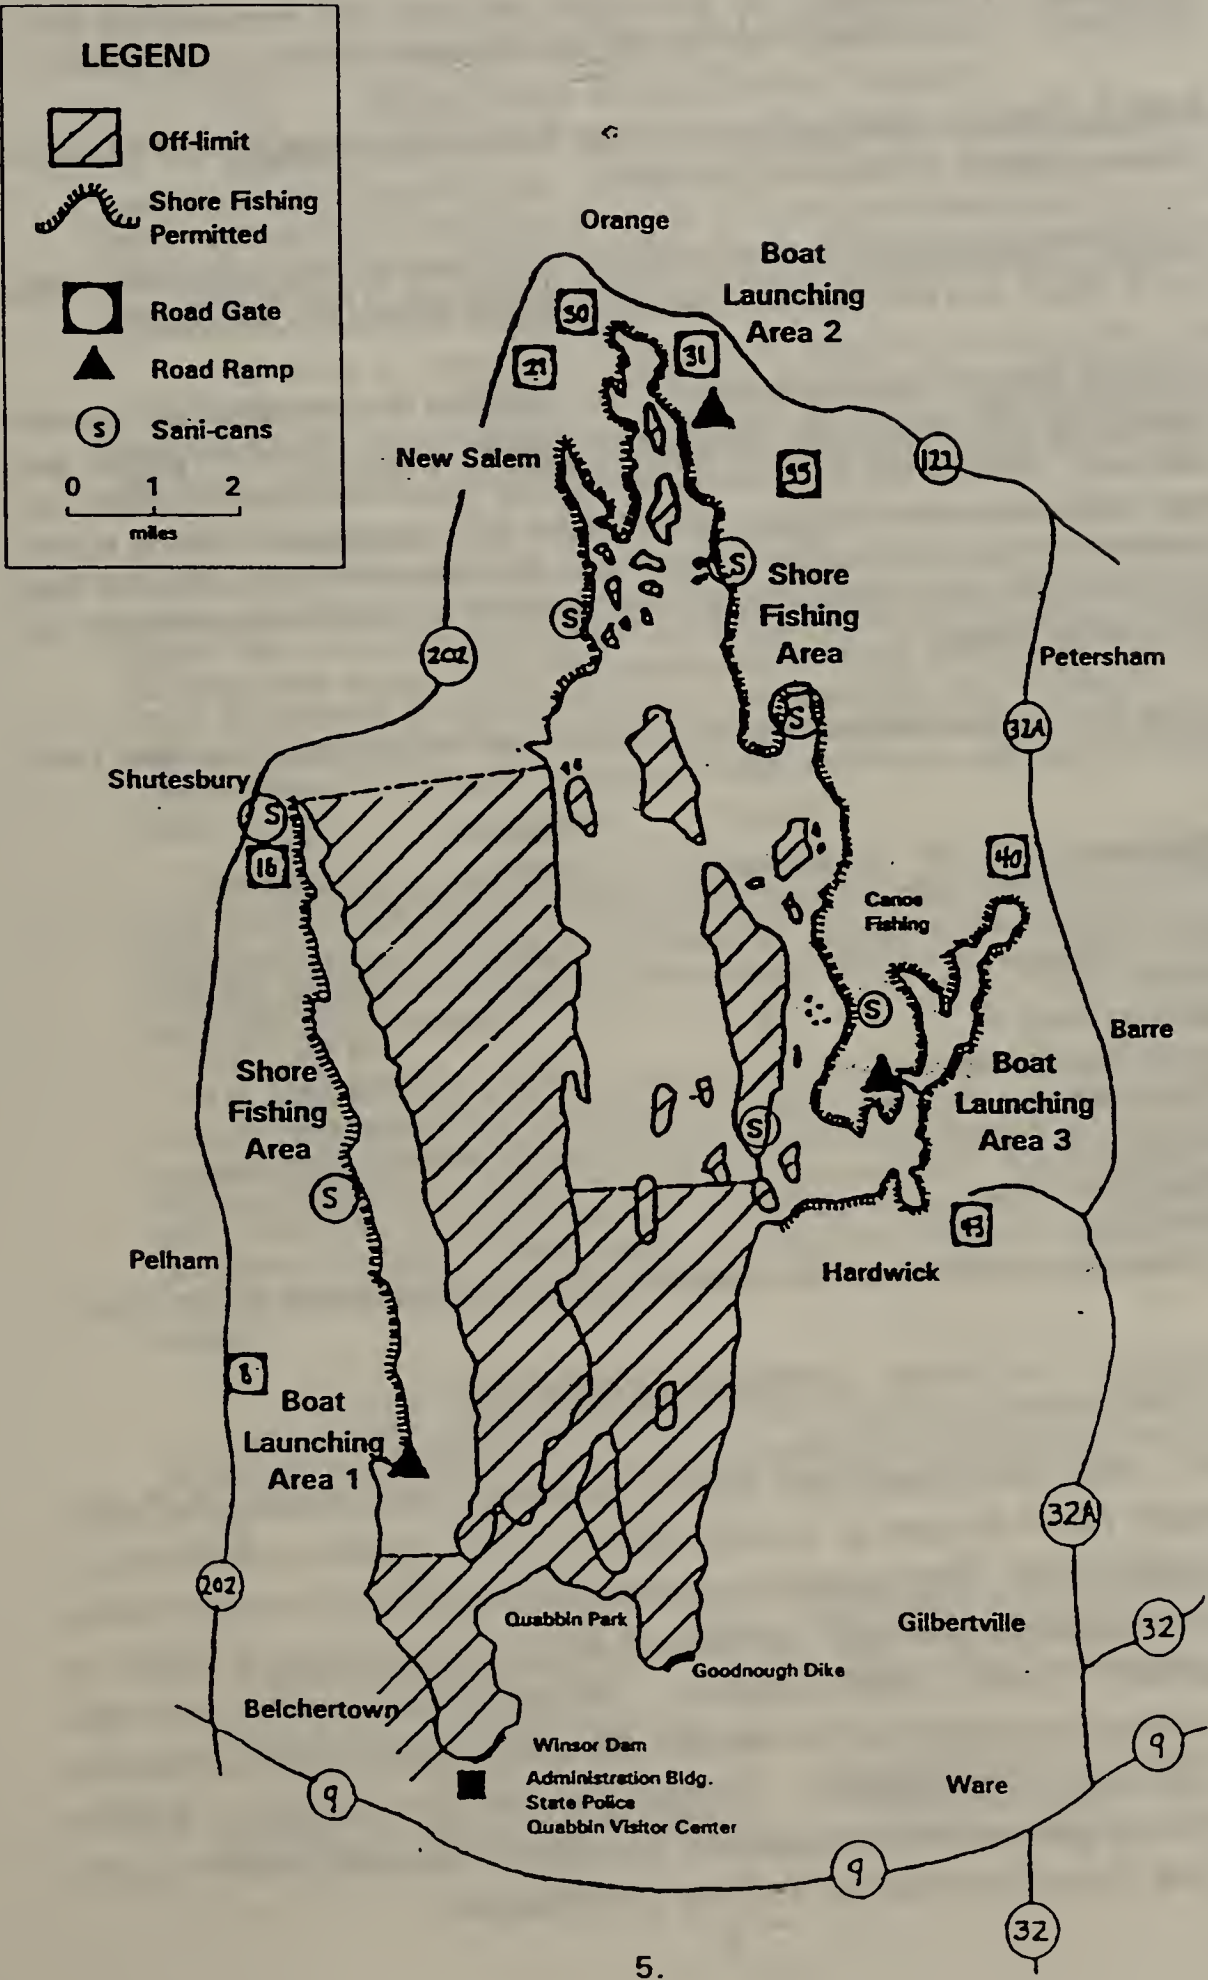 LEGEND
Off-limit
Shore Fishing
Permitted
Road Gate
Road Ramp
S
Sani-cans
0 1 2
miles
Orange
Boat
Launching
Area 2
30
31
New Salem
35
122
S
Shore
Fishing
Area
S
202
Petersham
S
32A
Shutesbury
S
16
40
Canoe
Fishing
S
Barre
Shore
Fishing
Area
Boat
Launching
Area 3
S
S
43
Pelham
Hardwick
8
Boat
Launching
Area 1
32A
202
Quabbin Park
Gilbertville
32
Goodnough Dike
Belchertown
Winsor Dam
9
Administration Bldg.
State Police
Quabbin Visitor Center
Ware
9
9
32
5.